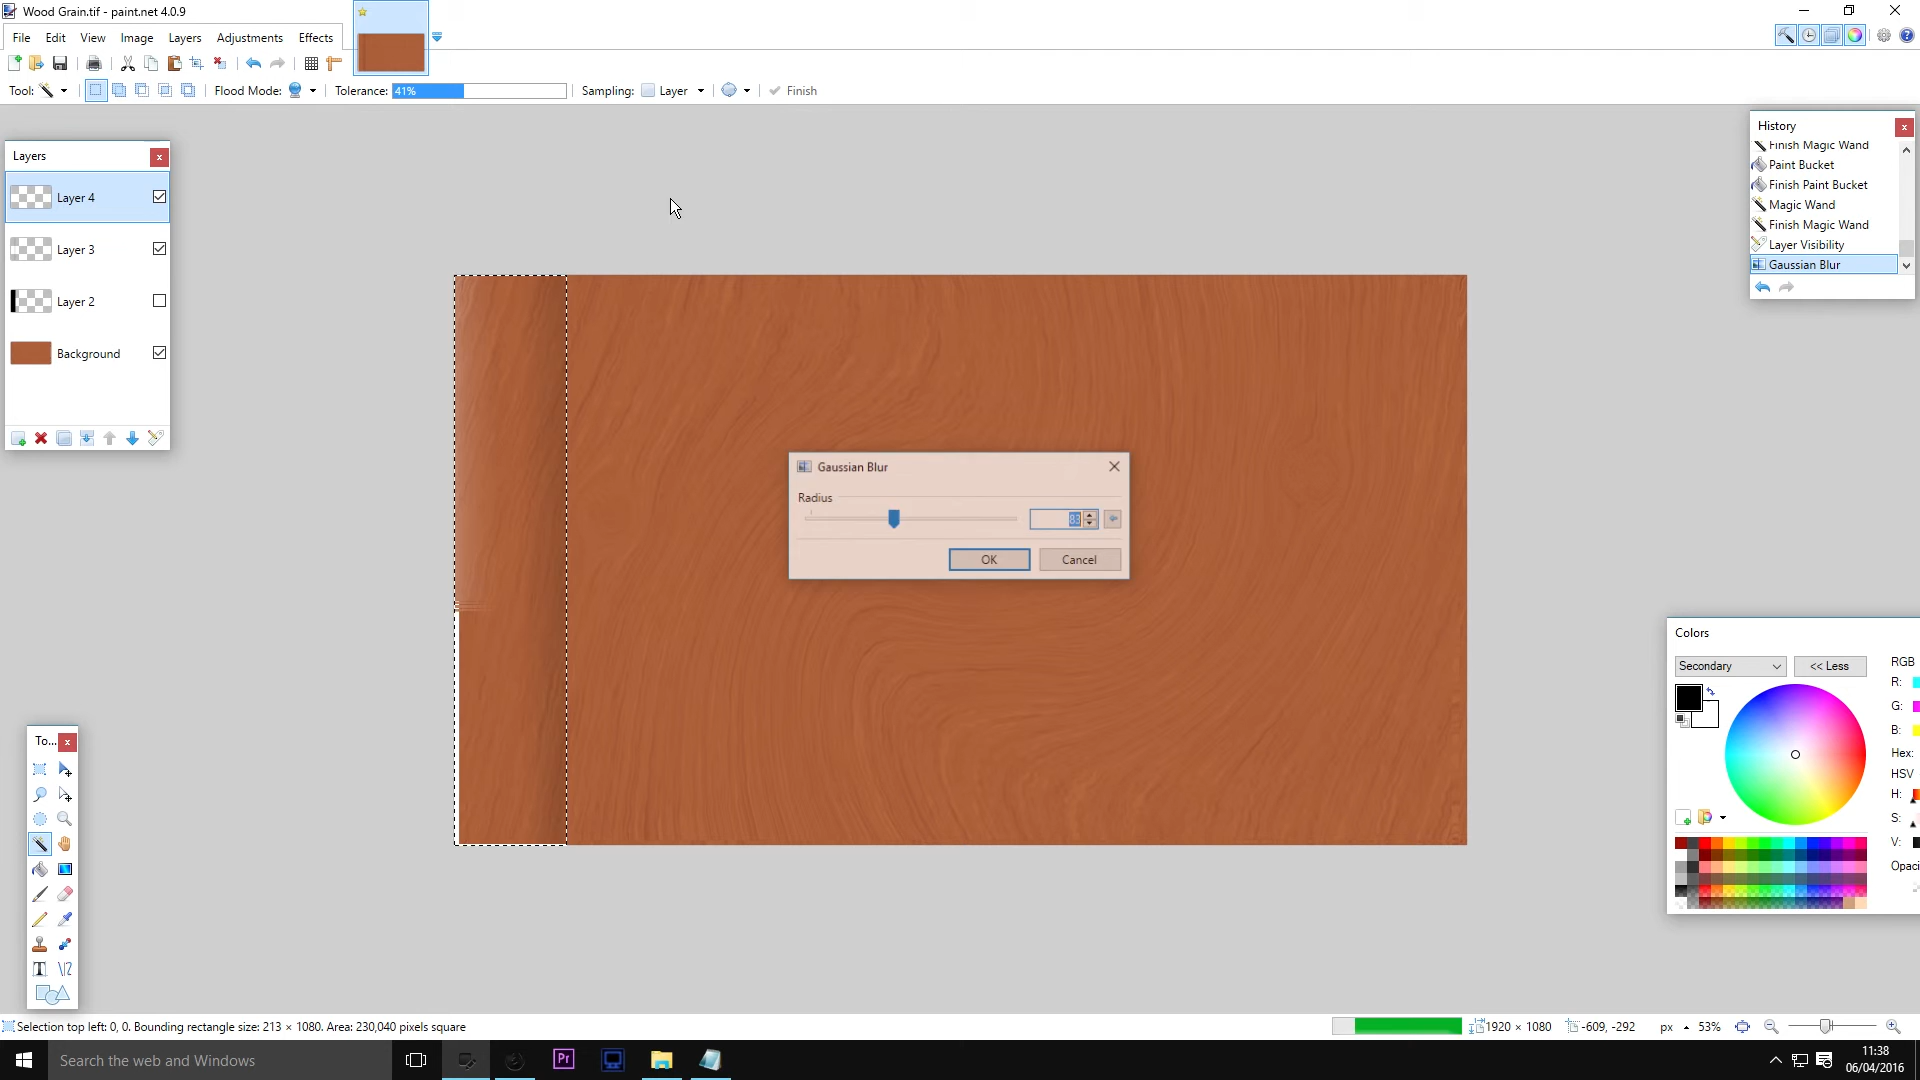 Wood Grain.tif - paint.net 4.0.9
File Edit View Image Layers Adjustments Effects
Tool: Flood Mode: Tolerance: 41% Sampling: Layer Finish
Layers
Layer 4
Layer 3
Layer 2
Background
History
Finish Magic Wand
Paint Bucket
Finish Paint Bucket
Magic Wand
Finish Magic Wand
Layer Visibility
Gaussian Blur
Gaussian Blur
Radius
83
OK Cancel
Colors
Secondary << Less
RGB
R:
G:
B:
Hex:
HSV
H:
S:
V:
Opaci
To...
Selection top left: 0, 0. Bounding rectangle size: 213 × 1080. Area: 230,040 pixels square
1920 × 1080 -609, -292 px 53%
Search the web and Windows
Pr
11:38
06/04/2016